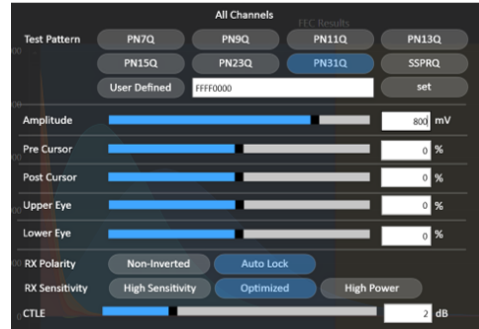 All Channels
FEC Results
Test Pattern PN7Q PN9Q PN11Q PN13Q
PN15Q PN23Q PN31Q SSPRQ
User Defined FFFF0000 set
Amplitude 800 mV
Pre Cursor 0 %
Post Cursor 0 %
Upper Eye 0 %
Lower Eye 0 %
RX Polarity Non-Inverted Auto Lock
RX Sensitivity High Sensitivity Optimized High Power
CTLE 2 dB